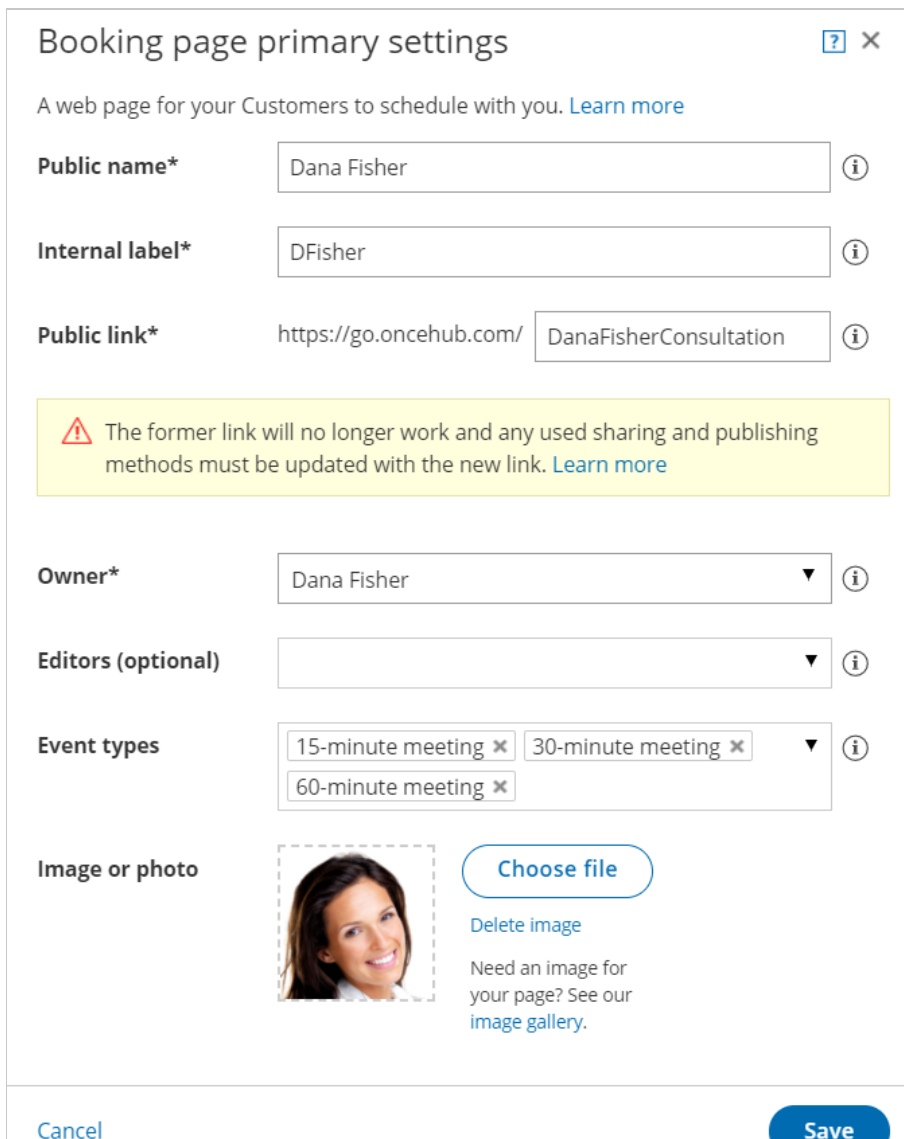 Booking page primary settings ? ×
A web page for your Customers to schedule with you. Learn more
Public name* Dana Fisher i
Internal label* DFisher i
Public link* https://go.oncehub.com/ DanaFisherConsultation i
The former link will no longer work and any used sharing and publishing
methods must be updated with the new link. Learn more
Owner* Dana Fisher i
Editors (optional) i
Event types 15-minute meeting × 30-minute meeting × i
60-minute meeting ×
Image or photo Choose file
Delete image
Need an image for
your page? See our
image gallery.
Cancel Save